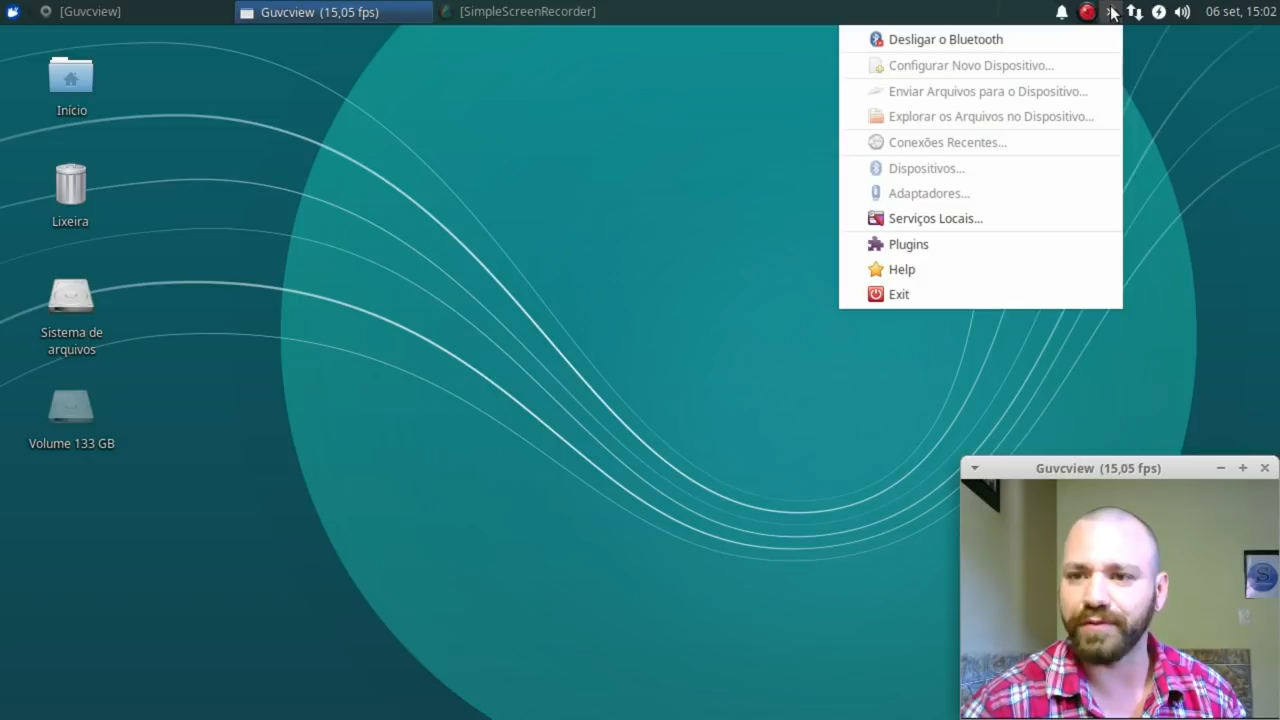 [Guvcview]
Guvcview (15,05 fps)
[SimpleScreenRecorder]
06 set, 15:02
Início
Lixeira
Sistema de
arquivos
Volume 133 GB
Desligar o Bluetooth
Configurar Novo Dispositivo...
Enviar Arquivos para o Dispositivo...
Explorar os Arquivos no Dispositivo...
Conexões Recentes...
Dispositivos...
Adaptadores...
Serviços Locais...
Plugins
Help
Exit
Guvcview (15,05 fps)